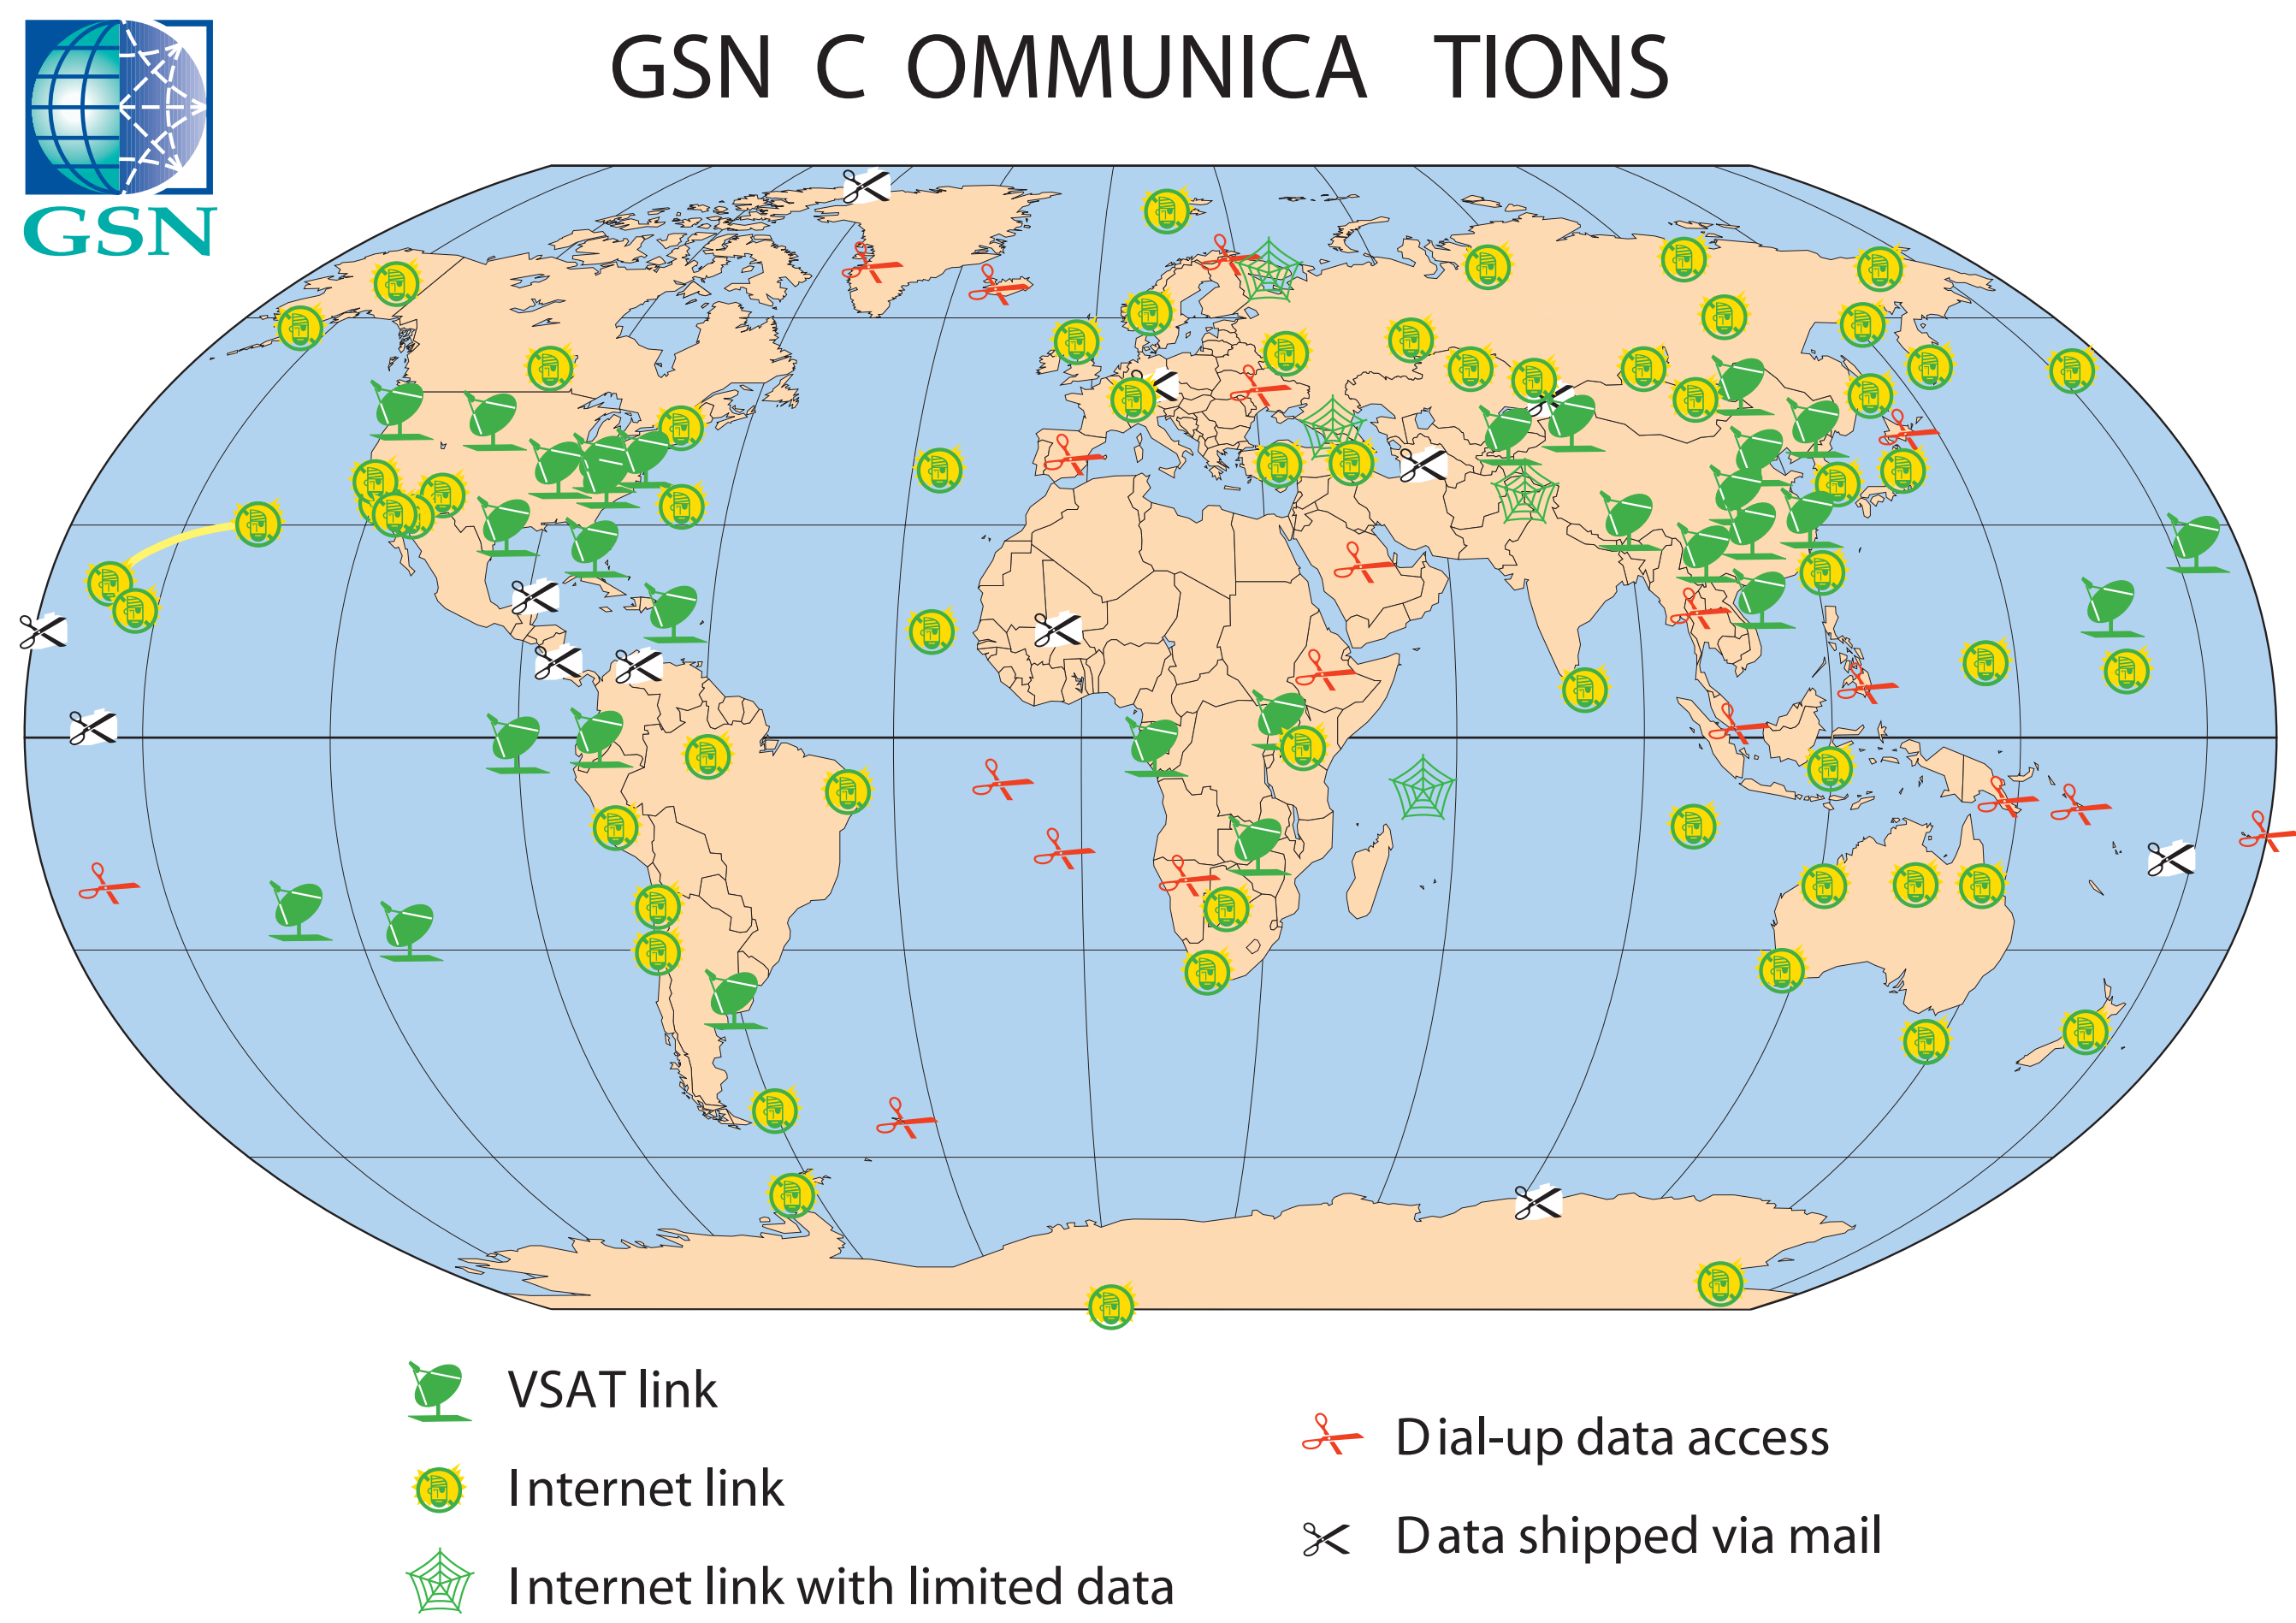 GSN C OMMUNICA TIONS
GSN
VSAT link
Internet link
Internet link with limited data
Dial-up data access
Data shipped via mail